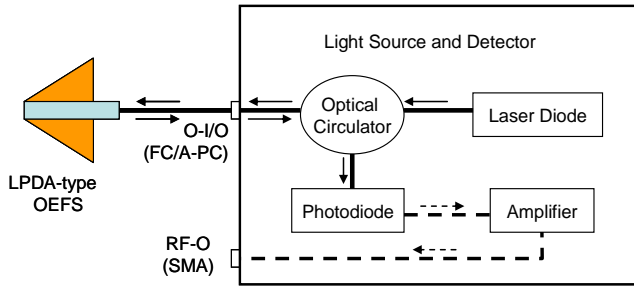 Light Source and Detector
Optical
Circulator
Laser Diode
O-I/O
(FC/A-PC)
LPDA-type
OEFS
Photodiode
Amplifier
RF-O
(SMA)